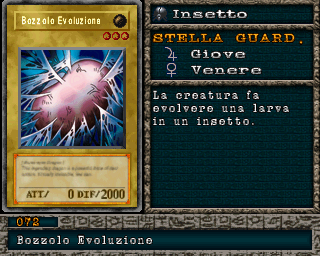 Bozzolo Evoluzione
ATT/ 0 DIF/2000
Insetto
STELLA GUARD.
Giove
Venere
La creatura fa
evolvere una larva
in un insetto.
072
Bozzolo Evoluzione